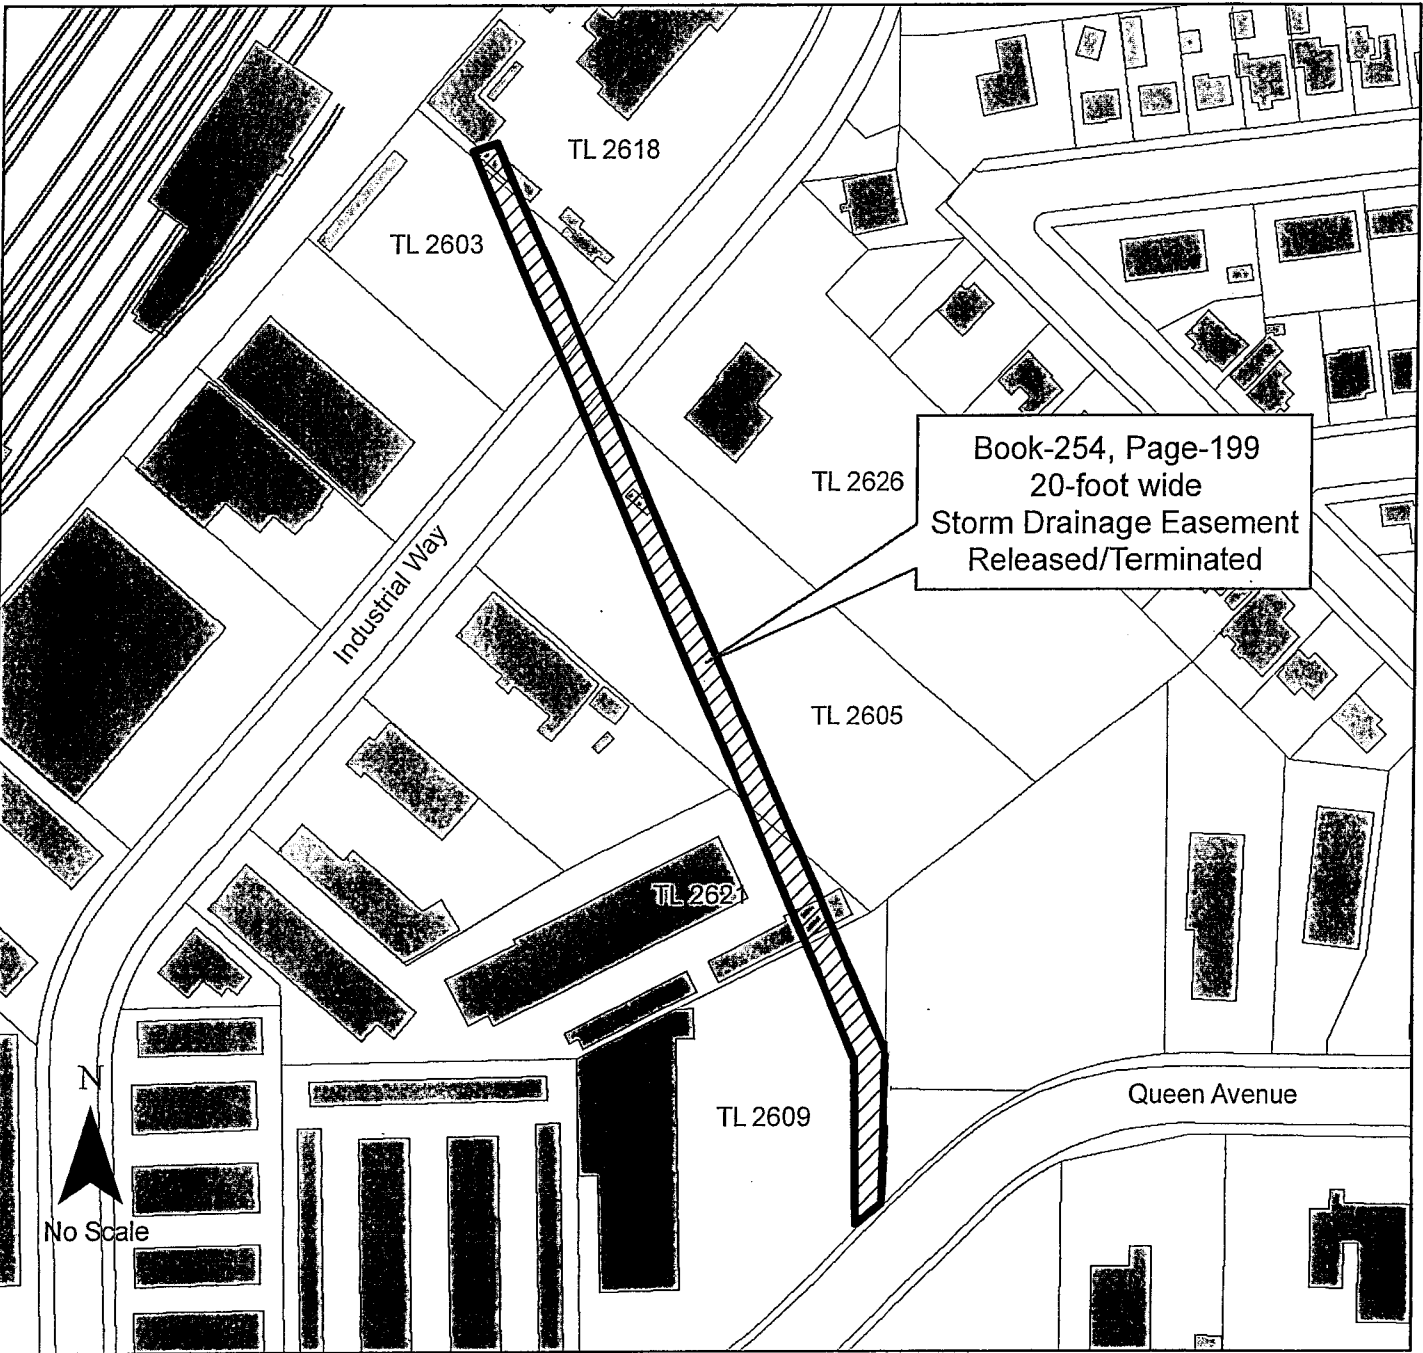 TL 2618
TL 2603
Book-254, Page-199
20-foot wide
Storm Drainage Easement
Released/Terminated
TL 2626
Industrial Way
TL 2605
TL 2621
N
No Scale
TL 2609
Queen Avenue